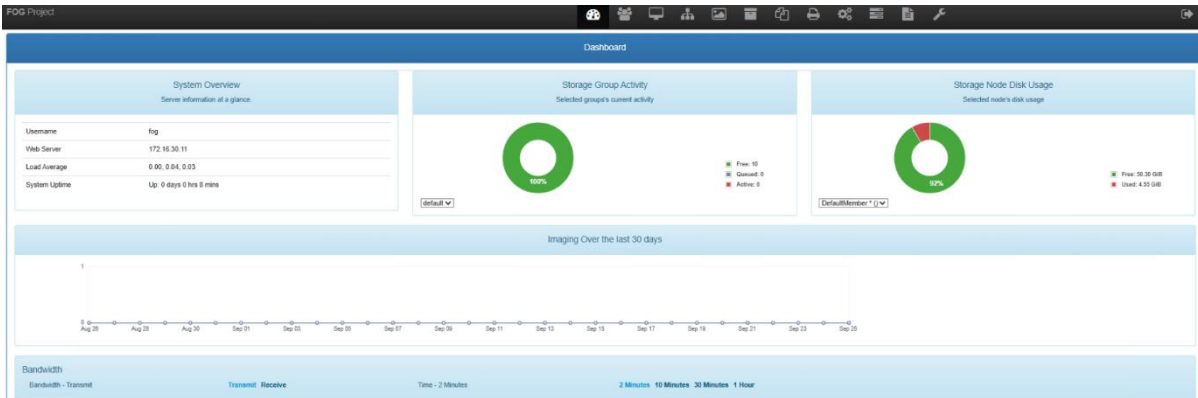 FOG Project
Dashboard
System Overview
Server information at a glance.
Username fog
Web Server 172.16.30.11
Load Average 0.00, 0.04, 0.03
System Uptime Up: 0 days 0 hrs 8 mins
Storage Group Activity
Selected groups's current activity
100%
Free: 10
Queued: 0
Active: 0
default
Storage Node Disk Usage
Selected node's disk usage
92%
Free: 50.30 GiB
Used: 4.55 GiB
DefaultMember * ()
Imaging Over the last 30 days
1
0
Aug 28 Aug 30 Sep 01 Sep 03 Sep 05 Sep 07 Sep 09 Sep 11 Sep 13 Sep 15 Sep 17 Sep 19 Sep 21 Sep 23 Sep 25
Bandwidth
Bandwidth - Transmit Transmit Receive Time - 2 Minutes 2 Minutes 10 Minutes 30 Minutes 1 Hour